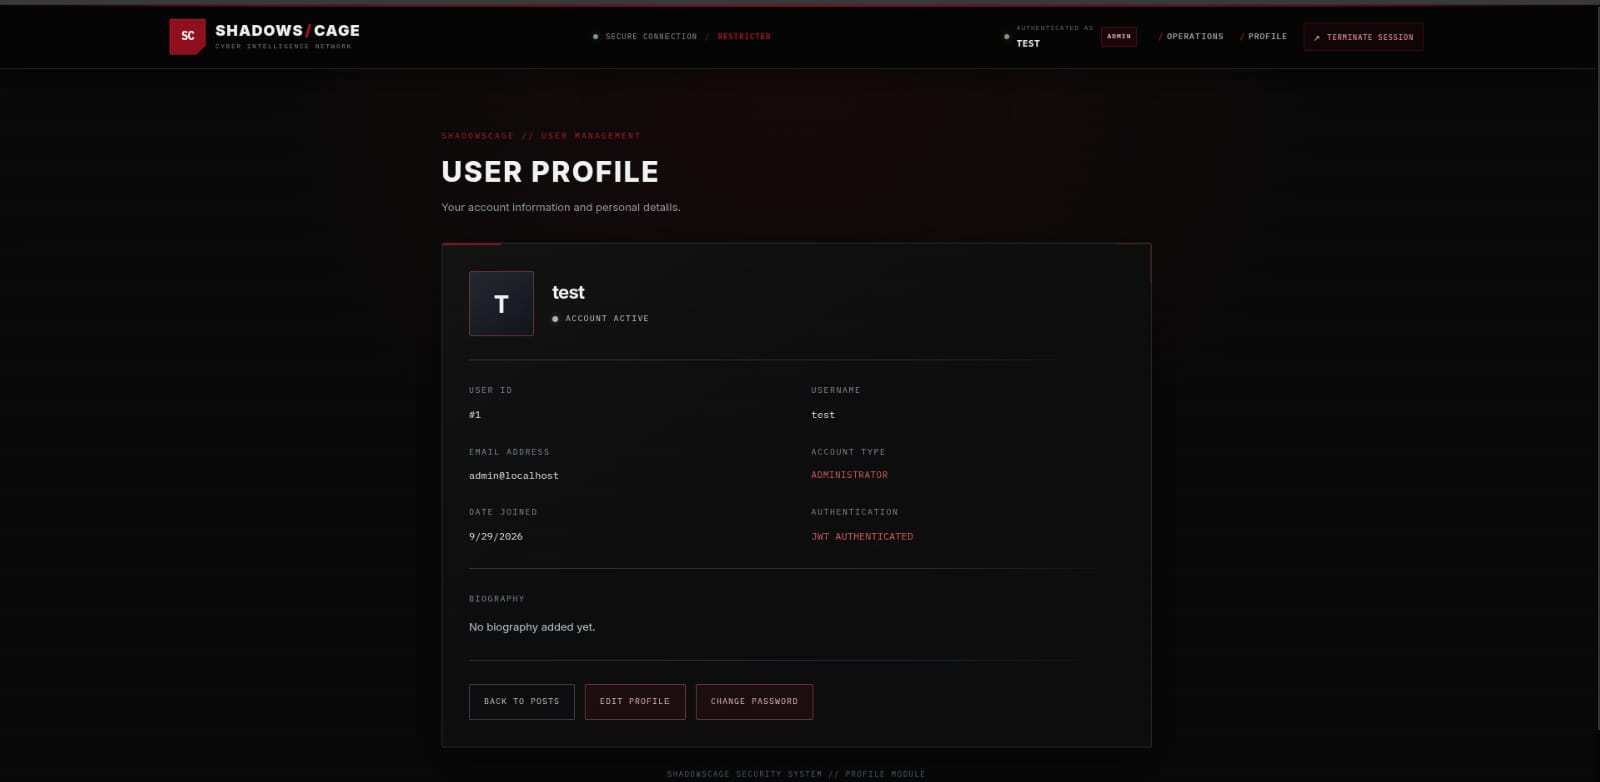 SC
SHADOWS/CAGE
CYBER INTELLIGENCE NETWORK
SECURE CONNECTION / RESTRICTED
AUTHENTICATED AS
TEST
ADMIN
/ OPERATIONS
/ PROFILE
↗ TERMINATE SESSION
SHADOWSCAGE // USER MANAGEMENT
USER PROFILE
Your account information and personal details.
T
test
ACCOUNT ACTIVE
USER ID
#1
USERNAME
test
EMAIL ADDRESS
admin@localhost
ACCOUNT TYPE
ADMINISTRATOR
DATE JOINED
9/29/2026
AUTHENTICATION
JWT AUTHENTICATED
BIOGRAPHY
No biography added yet.
BACK TO POSTS
EDIT PROFILE
CHANGE PASSWORD
SHADOWSCAGE SECURITY SYSTEM // PROFILE MODULE